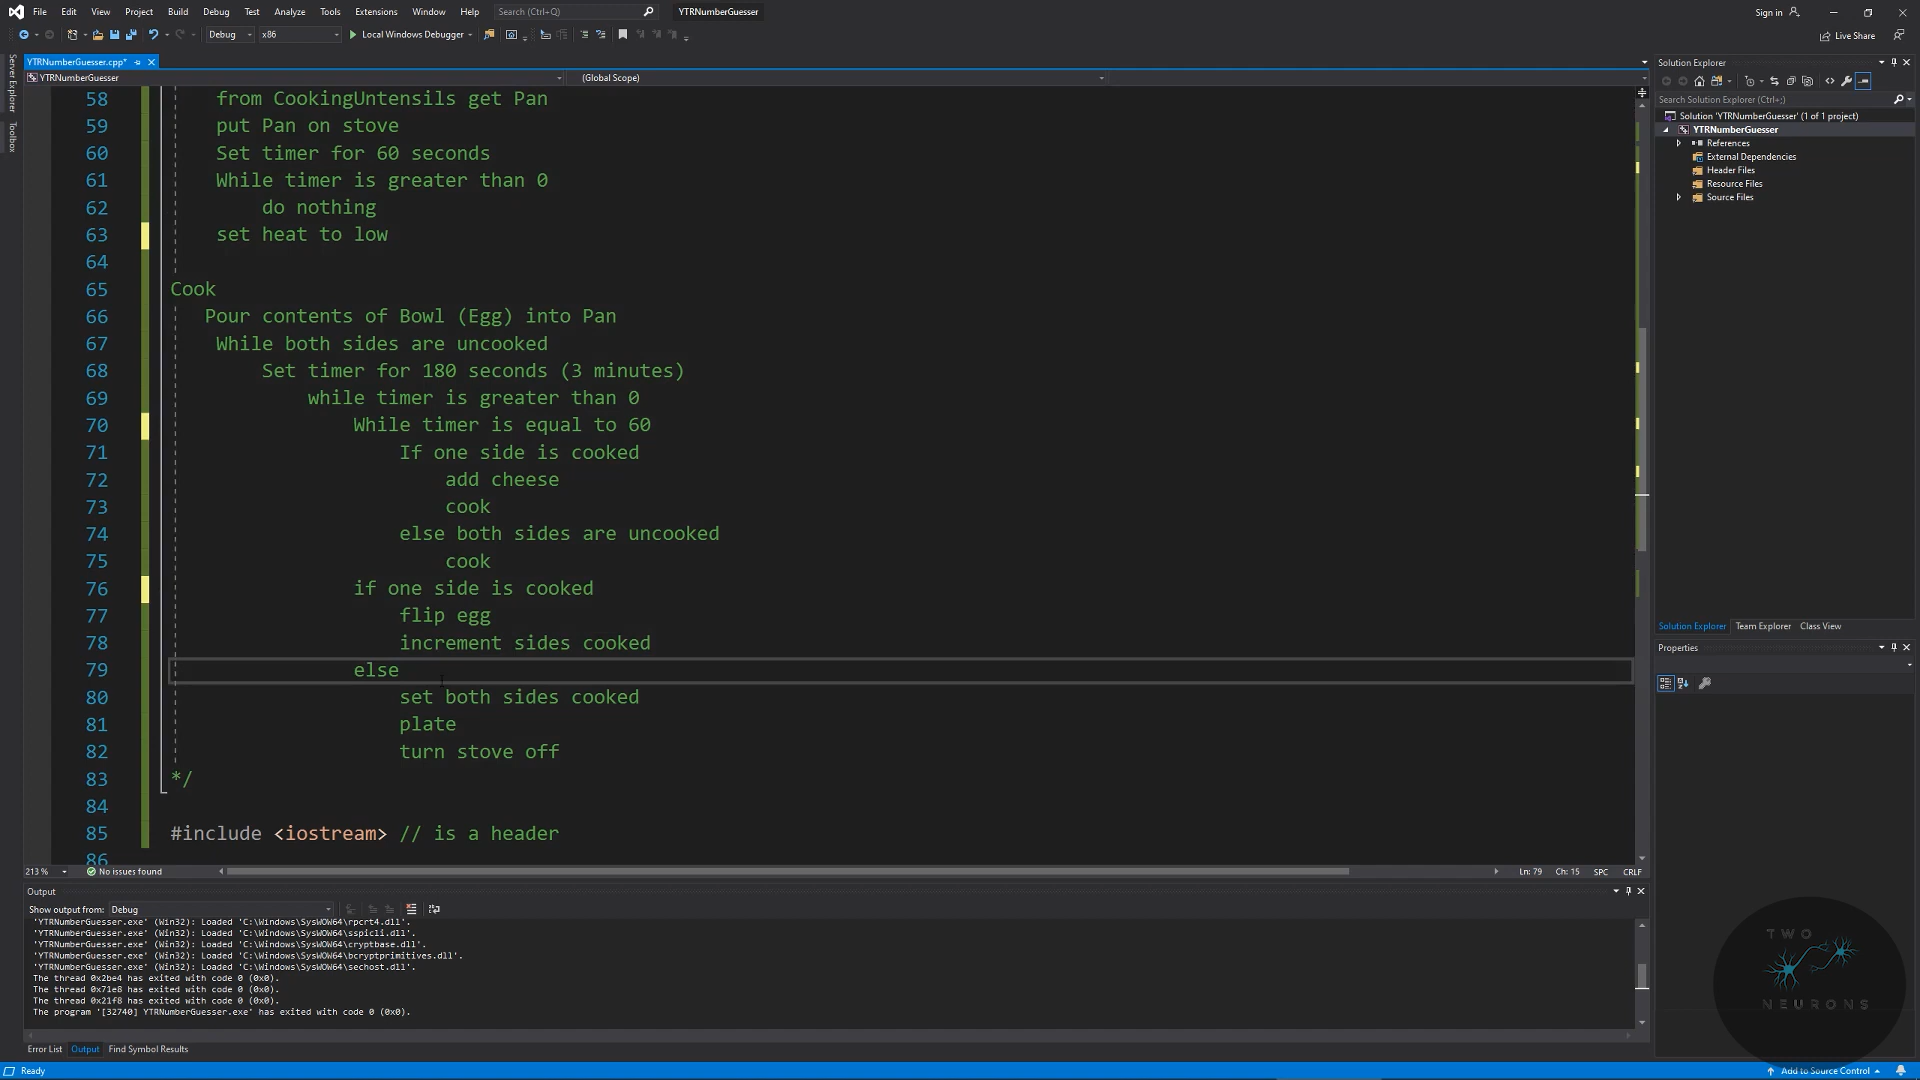 File Edit View Project Build Debug Test Analyze Tools Extensions Window Help Search (Ctrl+Q) YTRNumberGuesser Sign in
Debug x86 Local Windows Debugger Live Share
YTRNumberGuesser.cpp*
YTRNumberGuesser (Global Scope)
Server Explorer
Toolbox
58 from CookingUntensils get Pan
59 put Pan on stove
60 Set timer for 60 seconds
61 While timer is greater than 0
62 do nothing
63 set heat to low
64
65 Cook
66 Pour contents of Bowl (Egg) into Pan
67 While both sides are uncooked
68 Set timer for 180 seconds (3 minutes)
69 while timer is greater than 0
70 While timer is equal to 60
71 If one side is cooked
72 add cheese
73 cook
74 else both sides are uncooked
75 cook
76 if one side is cooked
77 flip egg
78 increment sides cooked
79 else
80 set both sides cooked
81 plate
82 turn stove off
83 */
84
85 #include <iostream> // is a header
86
213 % No issues found Ln: 79 Ch: 15 SPC CRLF
Solution Explorer
Search Solution Explorer (Ctrl+;)
Solution 'YTRNumberGuesser' (1 of 1 project)
YTRNumberGuesser
References
External Dependencies
Header Files
Resource Files
Source Files
Solution Explorer Team Explorer Class View
Properties
Output
Show output from: Debug
'YTRNumberGuesser.exe' (Win32): Loaded 'C:\Windows\SysWOW64\rpcrt4.dll'.
'YTRNumberGuesser.exe' (Win32): Loaded 'C:\Windows\SysWOW64\sspicli.dll'.
'YTRNumberGuesser.exe' (Win32): Loaded 'C:\Windows\SysWOW64\cryptbase.dll'.
'YTRNumberGuesser.exe' (Win32): Loaded 'C:\Windows\SysWOW64\bcryptprimitives.dll'.
'YTRNumberGuesser.exe' (Win32): Loaded 'C:\Windows\SysWOW64\sechost.dll'.
The thread 0x2be4 has exited with code 0 (0x0).
The thread 0x71e8 has exited with code 0 (0x0).
The thread 0x21f8 has exited with code 0 (0x0).
The program '[32740] YTRNumberGuesser.exe' has exited with code 0 (0x0).
Error List Output Find Symbol Results
Ready Add to Source Control
TWO
NEURONS